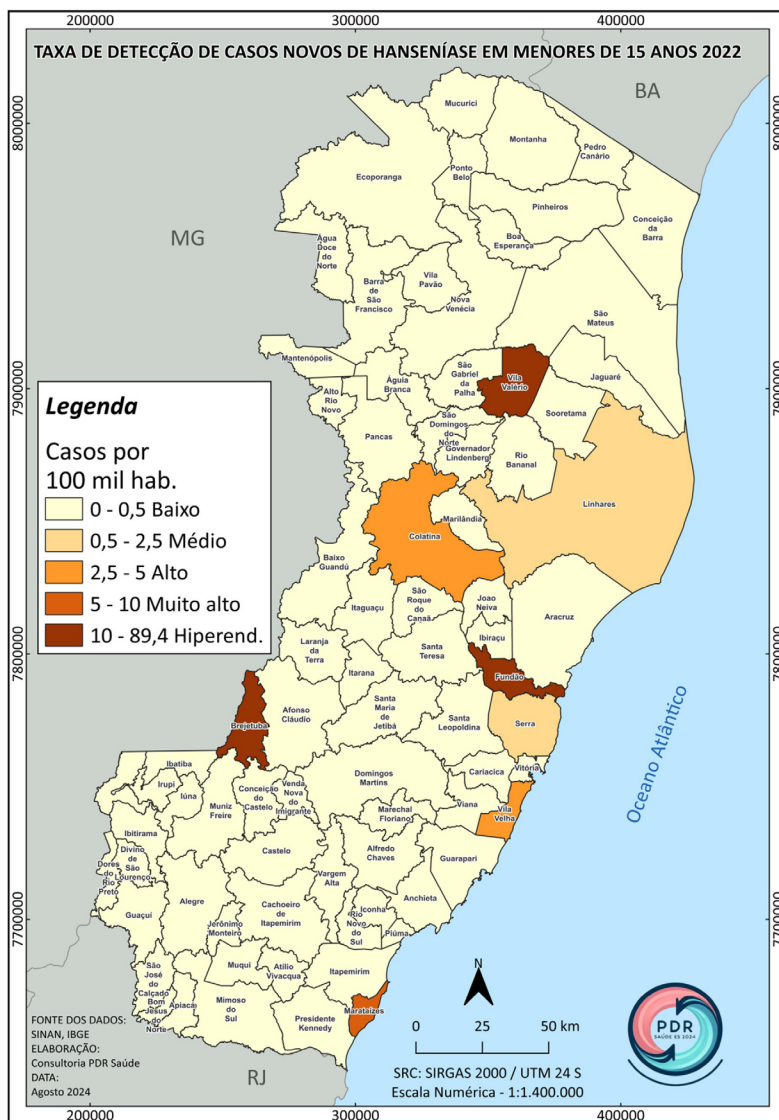 200000
300000
400000
TAXA DE DETECÇÃO DE CASOS NOVOS DE HANSENÍASE EM MENORES DE 15 ANOS 2022
BA
8000000
8000000
Mucurici
Montanha
Pedro
Canário
Ponto
Belo
Ecoporanga
Pinheiros
Conceição
da
Barra
MG
Água
Doce
do
Norte
Boa
Esperança
Vila
Pavão
Barra
de
São
Francisco
Nova
Venécia
São
Mateus
Mantenópolis
7900000
7900000
São
Gabriel
da
Palha
Vila
Valério
Jaguaré
Águia
Branca
Alto
Rio
Novo
Sooretama
São
Domingos
do
Norte
Pancas
Governador
Lindenberg
Rio
Bananal
Legenda
Casos por
100 mil hab.
0 - 0,5 Baixo
0,5 - 2,5 Médio
2,5 - 5 Alto
5 - 10 Muito alto
10 - 89,4 Hiperend.
Linhares
Marilândia
Colatina
Baixo
Guandú
Itaguaçu
São
Roque
do
Canaã
Joao
Neiva
Aracruz
Ibiraçu
Laranja
da
Terra
Santa
Teresa
7800000
7800000
Itarana
Fundão
Afonso
Cláudio
Santa
Maria
de
Jetibá
Santa
Leopoldina
Serra
Brejetuba
Oceano Atlântico
Ibatiba
Irupi
Iúna
Muniz
Freire
Conceição
do
Castelo
Venda
Nova
do
Imigrante
Domingos
Martins
Cariacica
Vitória
Viana
Vila
Velha
Marechal
Floriano
Ibitirama
Divino
de
São
Lourenço
Dores
do
Rio
Preto
Castelo
Alfredo
Chaves
Guarapari
Vargem
Alta
Anchieta
Guaçuí
Alegre
Cachoeiro
de
Itapemirim
Iconha
Rio
Novo
do
Sul
Piúma
7700000
7700000
Jerônimo
Monteiro
Muqui
Atílio
Vivacqua
Itapemirim
São
José
do
Calçado
Bom
Jesus
do
Norte
Apiacá
Mimoso
do
Sul
Presidente
Kennedy
Marataízes
N
0
25
50 km
SRC: SIRGAS 2000 / UTM 24 S
Escala Numérica - 1:1.400.000
PDR
SAÚDE ES 2024
FONTE DOS DADOS:
SINAN, IBGE
ELABORAÇÃO:
Consultoria PDR Saúde
DATA:
Agosto 2024
RJ
200000
300000
400000